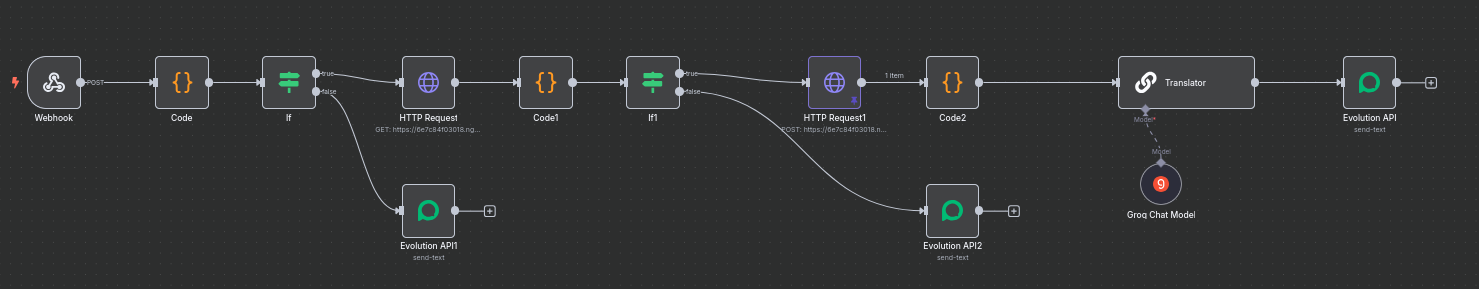 POST
true
false
1 item
true
false
Translator
Webhook
Code
If
HTTP Request
GET: https://6e7c84f03018.ng...
Code1
If1
HTTP Request1
POST: https://6e7c84f03018.n...
Code2
Model*
Evolution API
send-text
Model
Groq Chat Model
Evolution API1
send-text
Evolution API2
send-text